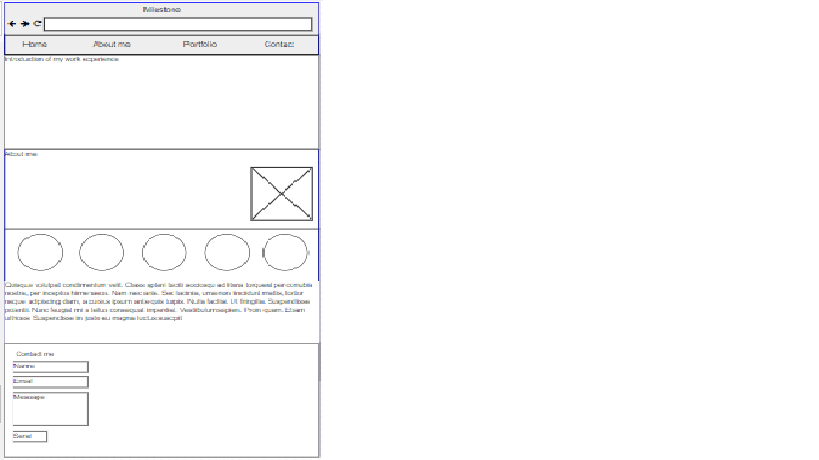 Milestone
Home About me Portfolio Contact
Introduction of my work experience
About me:
Quisque volutpat condimentum velit. Class aptent taciti sociosqu ad litora torquent per conubia
nostra, per inceptos himenaeos. Nam nec ante. Sed lacinia, urna non tincidunt mattis, tortor
neque adipiscing diam, a cursus ipsum ante quis turpis. Nulla facilisi. Ut fringilla. Suspendisse
potenti. Nunc feugiat mi a tellus consequat imperdiet. Vestibulum sapien. Proin quam. Etiam
ultrices. Suspendisse in justo eu magna luctus suscipit
Contact me
Name
Email
Message
Send